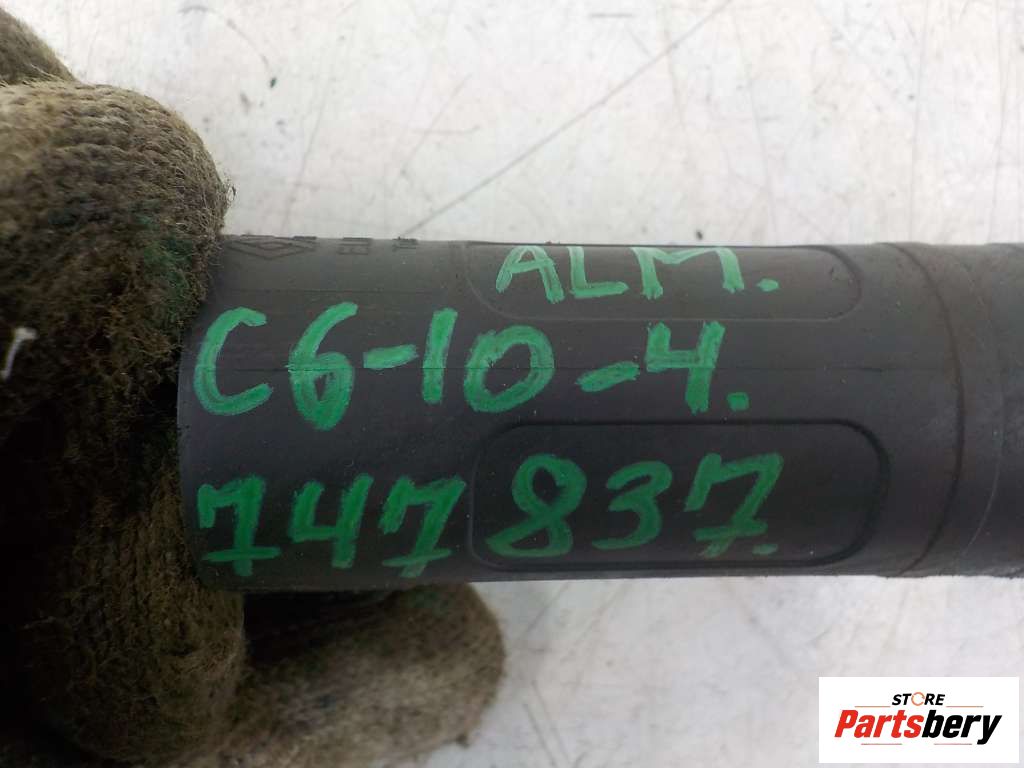 ALM.
C6-10-4.
747837.
STORE
Partsbery